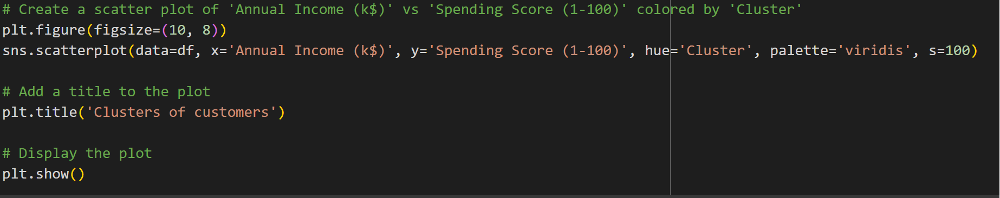 # Create a scatter plot of 'Annual Income (k$)' vs 'Spending Score (1-100)' colored by 'Cluster'
plt.figure(figsize=(10, 8))
sns.scatterplot(data=df, x='Annual Income (k$)', y='Spending Score (1-100)', hue='Cluster', palette='viridis', s=100)
# Add a title to the plot
plt.title('Clusters of customers')
# Display the plot
plt.show()